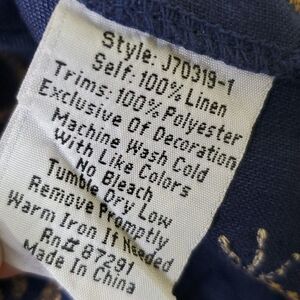 Style: J70319-1
Self: 100% Linen
Trims: 100% Polyester
Exclusive Of Decoration
Machine Wash Cold
With Like Colors
No Bleach
Tumble Dry Low
Remove Promptly
Warm Iron If Needed
Rn# 87291
Made In China